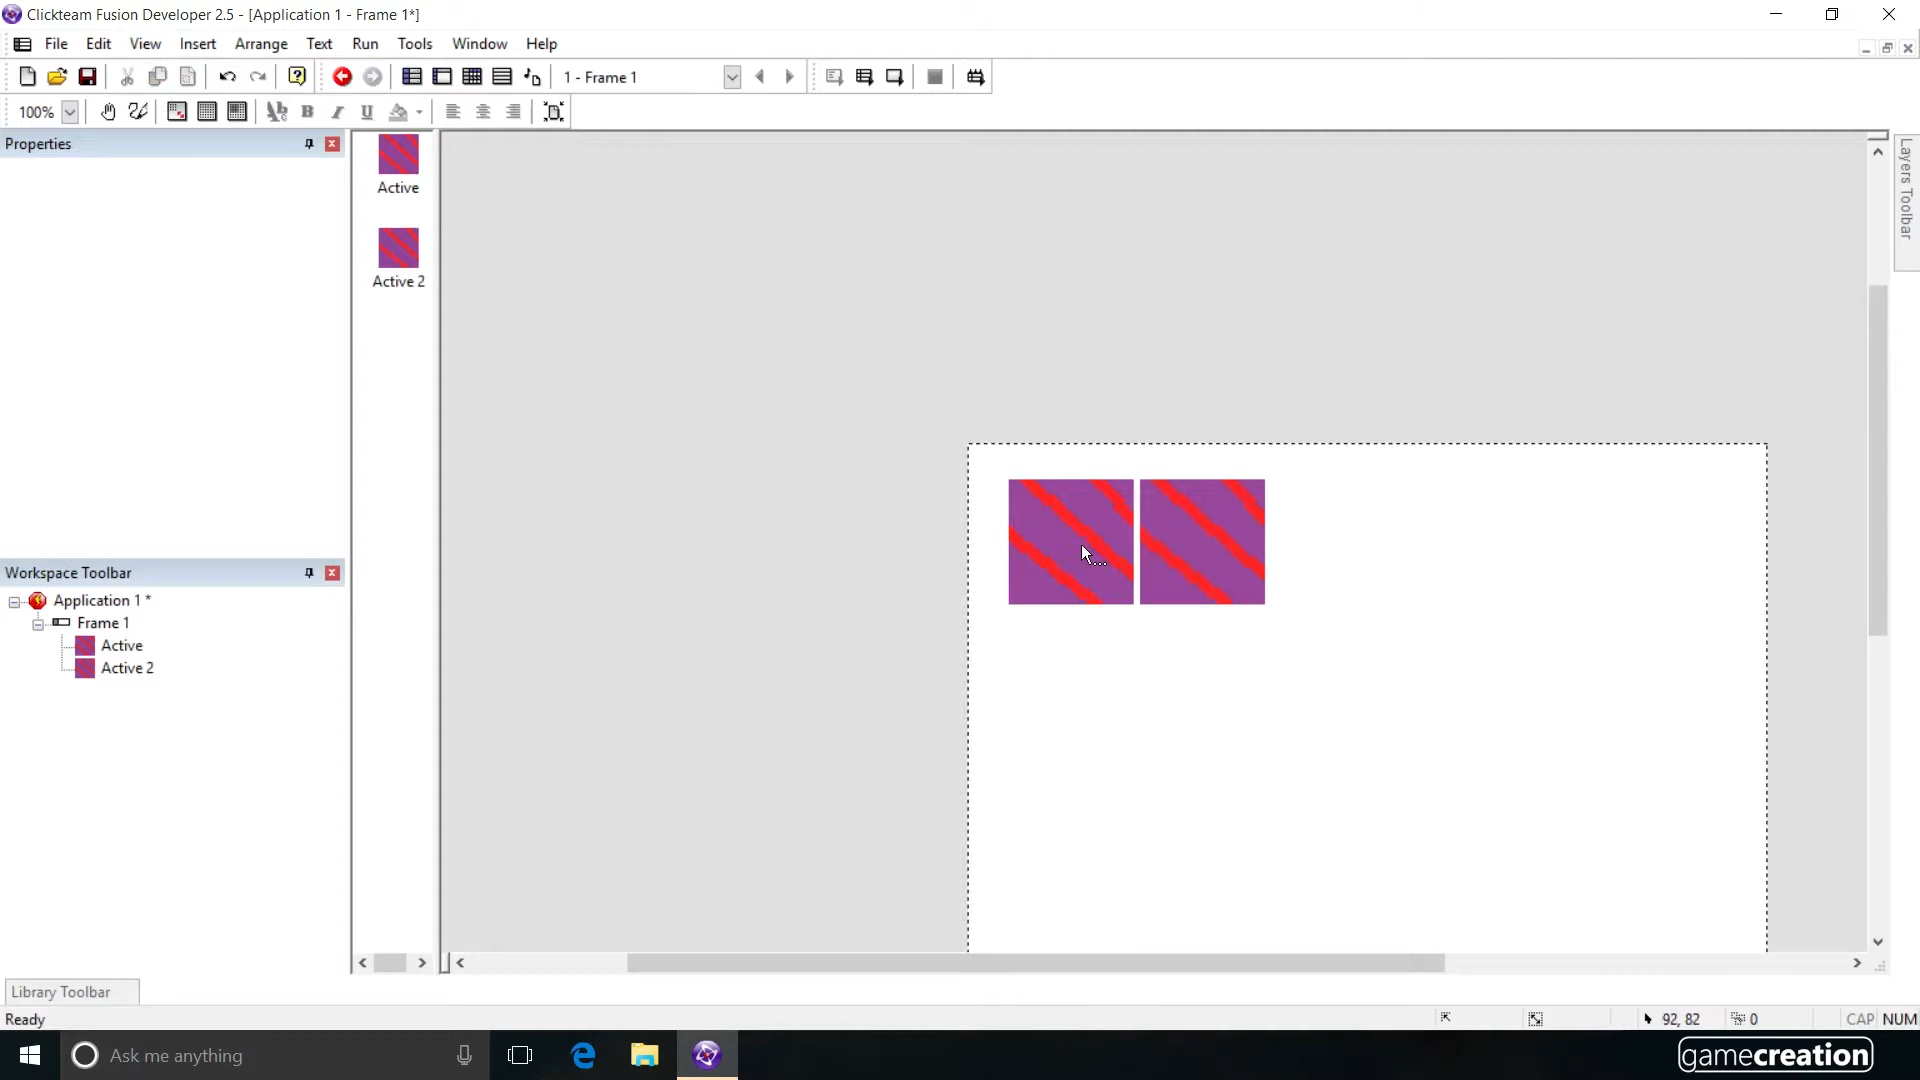 Clickteam Fusion Developer 2.5 - [Application 1 - Frame 1*]
File Edit View Insert Arrange Text Run Tools Window Help
1 - Frame 1
100%
Properties
Active
Active 2
Layers Toolbar
Workspace Toolbar
Application 1 *
Frame 1
Active
Active 2
Library Toolbar
Ready
92, 82
0
CAP NUM
Ask me anything
gamecreation